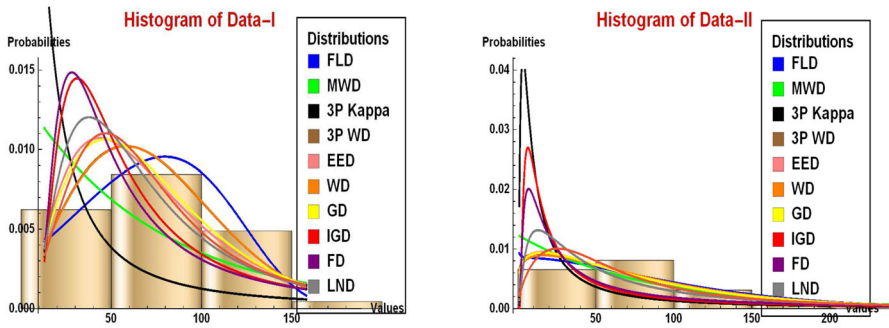 Histogram of Data-I
Probabilities
0.015
0.010
0.005
0.000
50
100
150
Values
Distributions
FLD
MWD
3P Kappa
3P WD
EED
WD
GD
IGD
FD
LND
Histogram of Data-II
Probabilities
0.04
0.03
0.02
0.01
0.00
50
100
150
200
Values
Distributions
FLD
MWD
3P Kappa
3P WD
EED
WD
GD
IGD
FD
LND